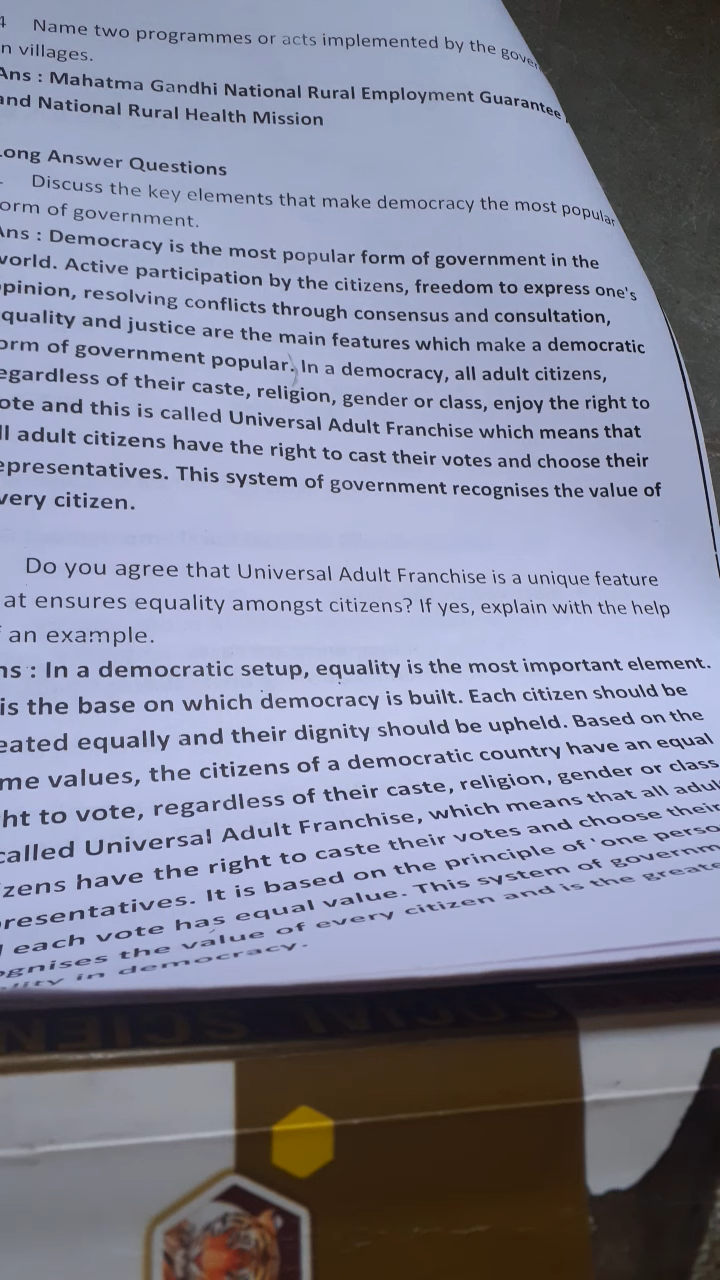 4 Name two programmes or acts implemented by the gover
n villages.
Ans : Mahatma Gandhi National Rural Employment Guarantee
and National Rural Health Mission
Long Answer Questions
Discuss the key elements that make democracy the most popular
orm of government.
Ans : Democracy is the most popular form of government in the
world. Active participation by the citizens, freedom to express one's
pinion, resolving conflicts through consensus and consultation,
quality and justice are the main features which make a democratic
orm of government popular. In a democracy, all adult citizens,
egardless of their caste, religion, gender or class, enjoy the right to
ote and this is called Universal Adult Franchise which means that
ll adult citizens have the right to cast their votes and choose their
epresentatives. This system of government recognises the value of
very citizen.
Do you agree that Universal Adult Franchise is a unique feature
at ensures equality amongst citizens? If yes, explain with the help
f an example.
ns : In a democratic setup, equality is the most important element.
is the base on which democracy is built. Each citizen should be
eated equally and their dignity should be upheld. Based on the
me values, the citizens of a democratic country have an equal
ht to vote, regardless of their caste, religion, gender or class
called Universal Adult Franchise, which means that all adul
zens have the right to caste their votes and choose their
resentatives. It is based on the principle of 'one perso
each vote has equal value. This system of governm
ognises the value of every citizen and is the greate
lity in democracy.
SOCIAL SCIEN